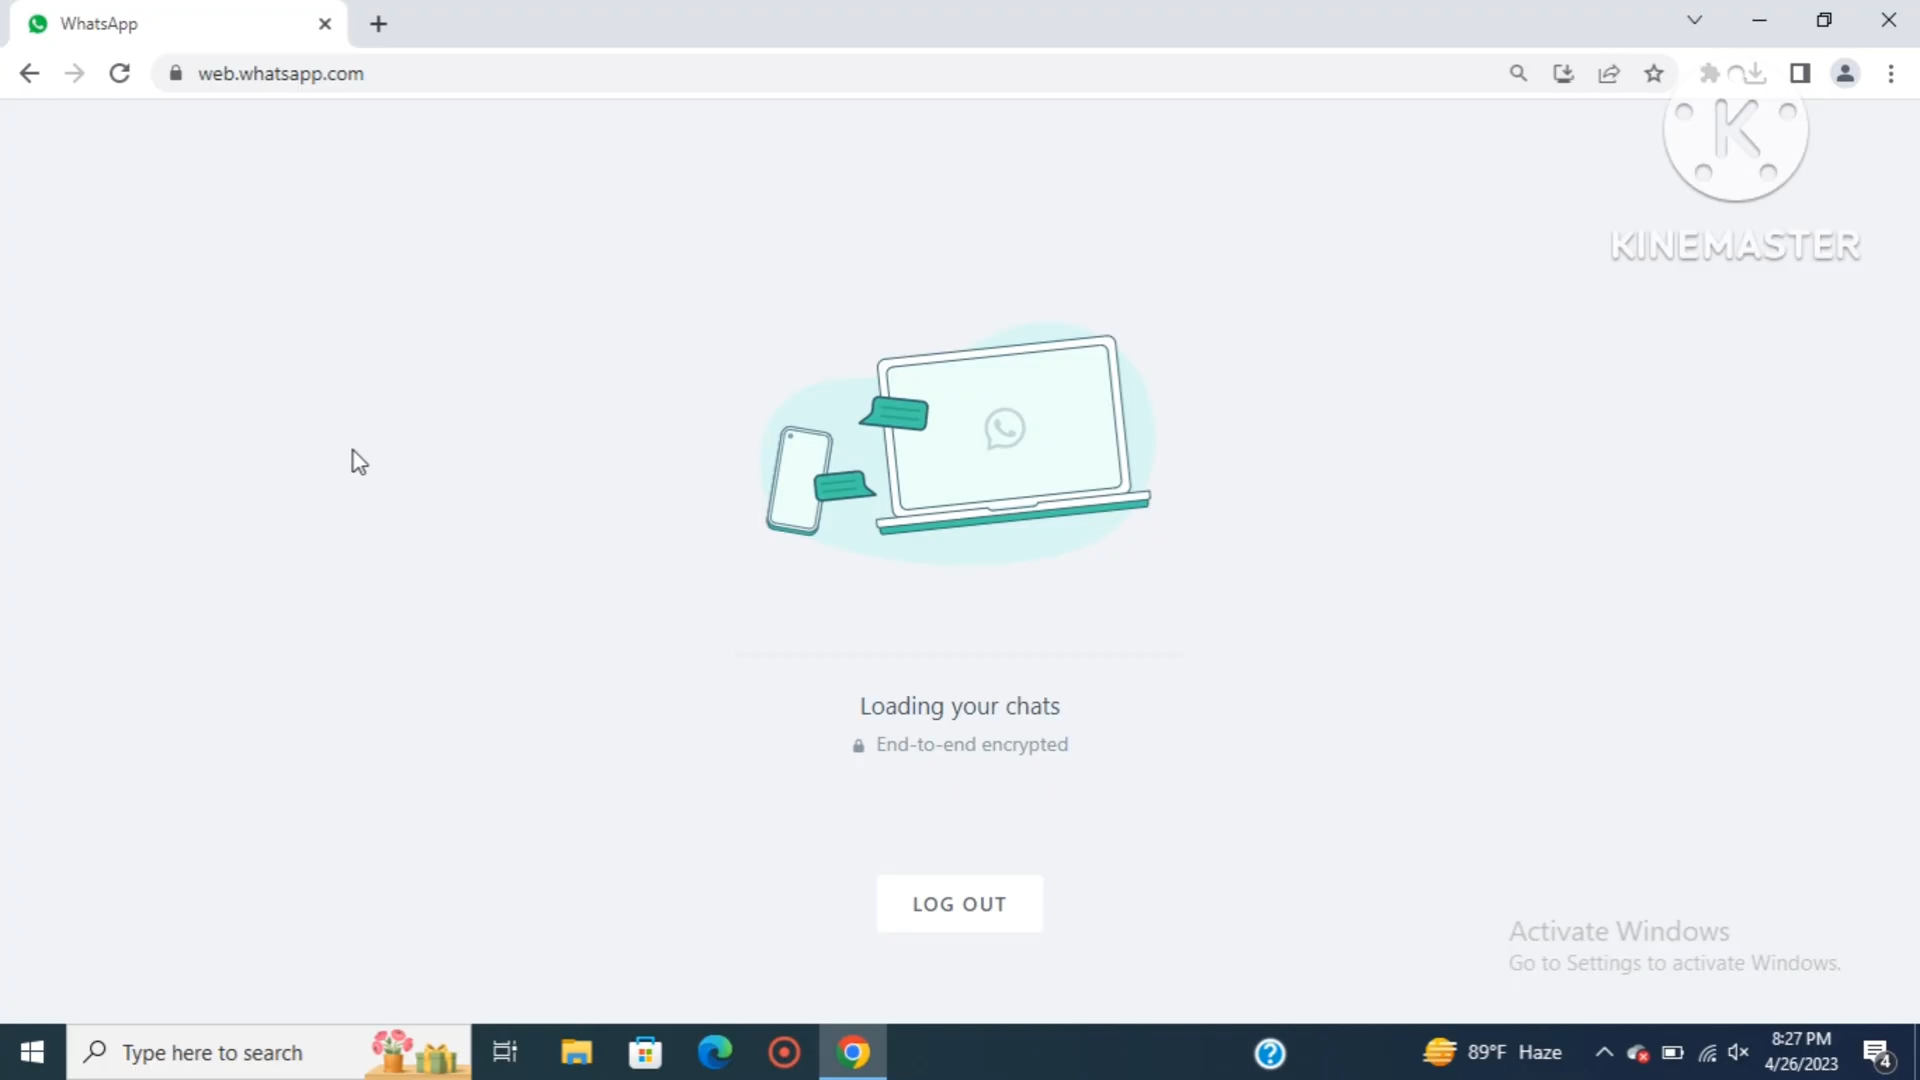 WhatsApp
web.whatsapp.com
K
KINEMASTER
Loading your chats
End-to-end encrypted
LOG OUT
Activate Windows
Go to Settings to activate Windows.
Type here to search
89°F Haze
8:27 PM
4/26/2023
4